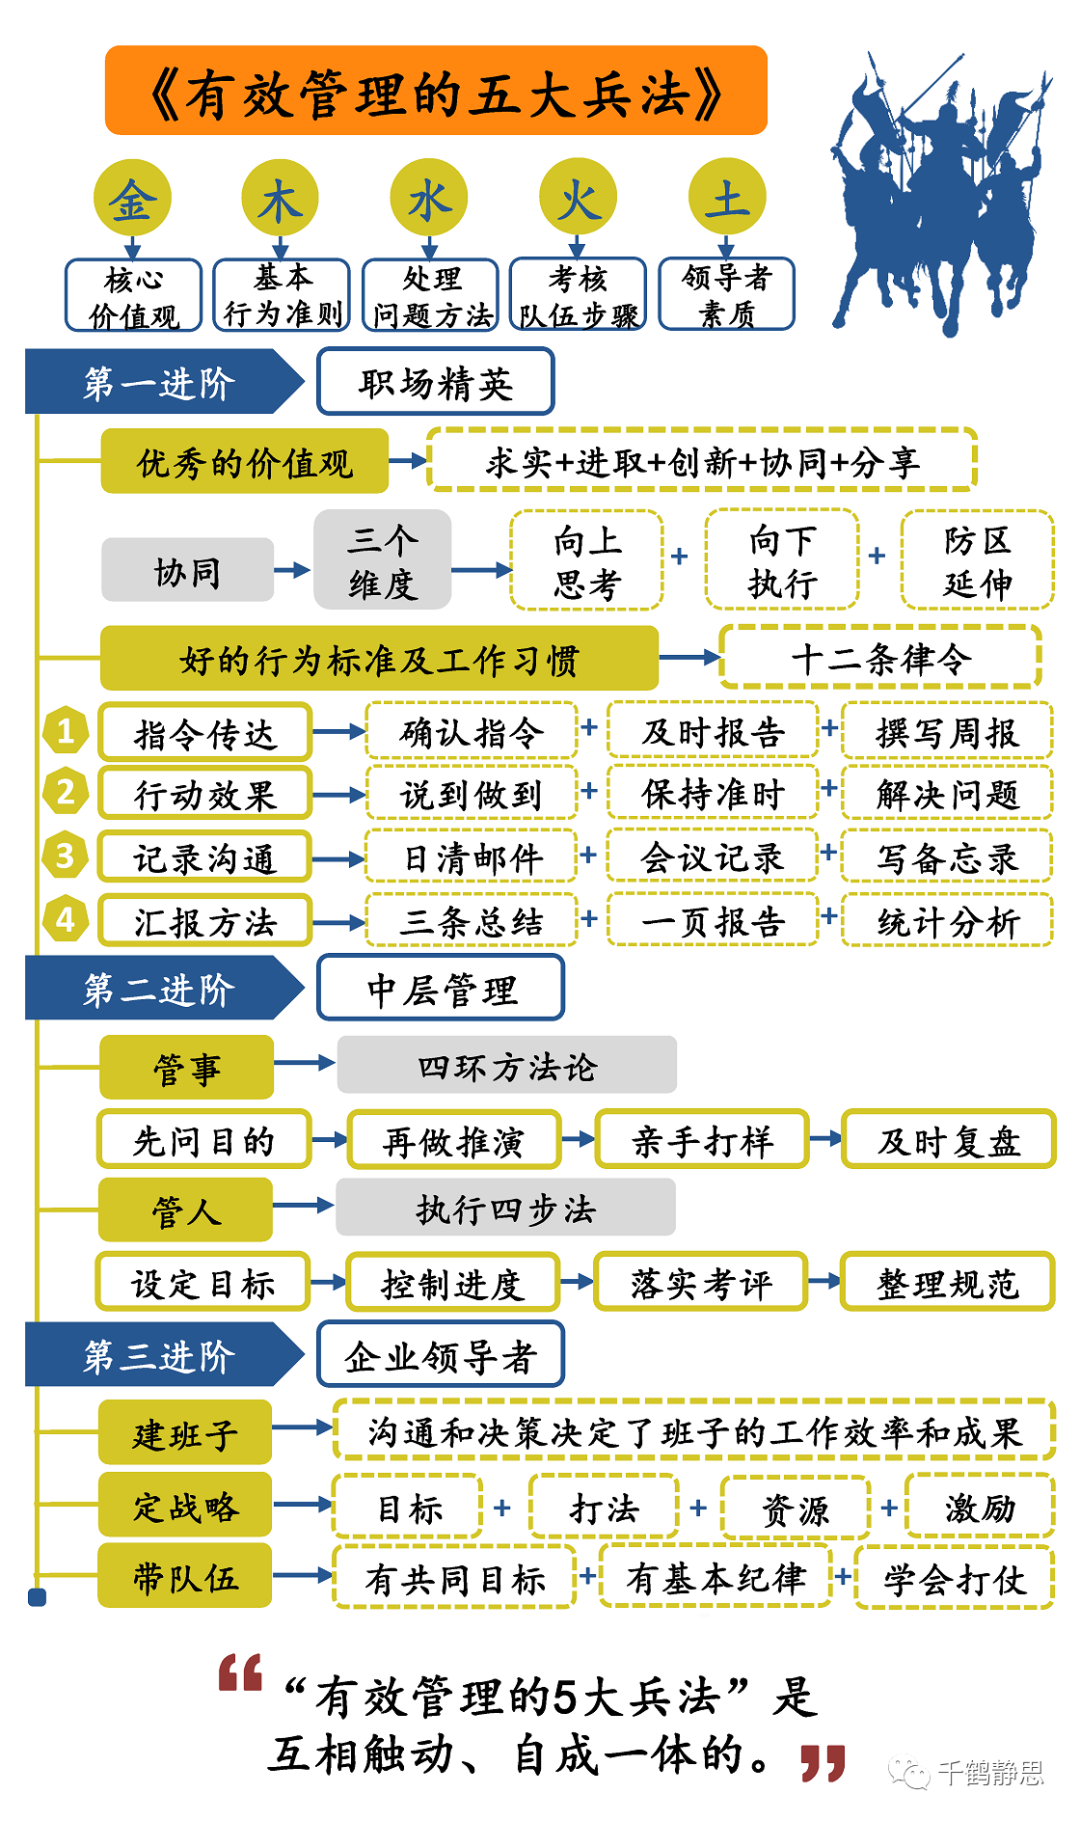 《有效管理的五大兵法》
金 木 水 火 土
核心 基本 处理 考核 领导者
价值观 行为准则 问题方法 队伍步骤 素质
第一进阶 职场精英
优秀的价值观 求实+进取+创新+协同+分享
协同 三个 向上 + 向下 + 防区
维度 思考 执行 延伸
好的行为标准及工作习惯 十二条律令
1 指令传达 确认指令 + 及时报告 + 撰写周报
2 行动效果 说到做到 + 保持准时 + 解决问题
3 记录沟通 日清邮件 + 会议记录 + 写备忘录
4 汇报方法 三条总结 + 一页报告 + 统计分析
第二进阶 中层管理
管事 四环方法论
先问目的 再做推演 亲手打样 及时复盘
管人 执行四步法
设定目标 控制进度 落实考评 整理规范
第三进阶 企业领导者
建班子 沟通和决策决定了班子的工作效率和成果
定战略 目标 + 打法 + 资源 + 激励
带队伍 有共同目标 + 有基本纪律 + 学会打仗
“有效管理的5大兵法”是
互相触动、自成一体的。
千鹤静思